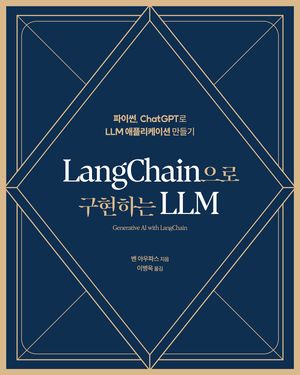 파이썬, ChatGPT로
LLM 애플리케이션 만들기
LangChain으로
구현하는 LLM
Generative AI with LangChain
벤 아우파스 지음
이병욱 옮김